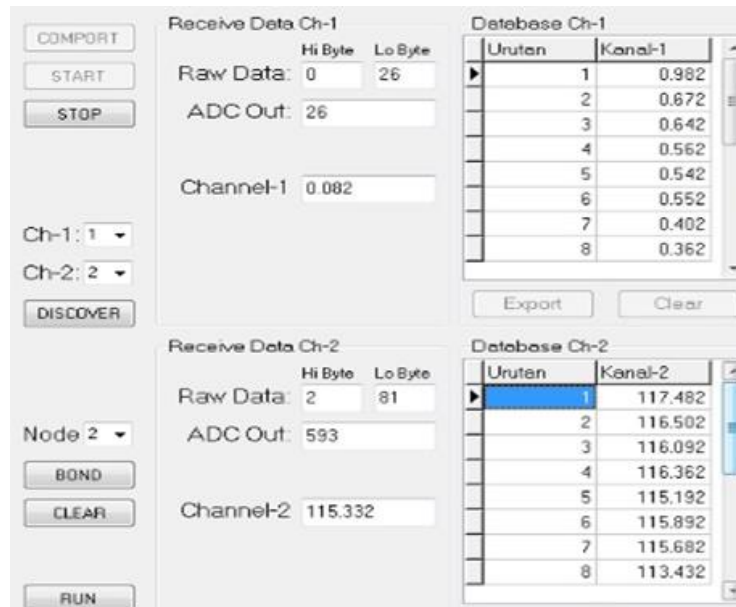 COMPORT
START
STOP
Ch-1: 1
Ch-2: 2
DISCOVER
Node 2
BOND
CLEAR
RUN
Receive Data Ch-1
Hi Byte Lo Byte
Raw Data: 0 26
ADC Out: 26
Channel-1 0.082
Database Ch-1
Urutan Kanal-1
1 0.982
2 0.672
3 0.642
4 0.562
5 0.542
6 0.552
7 0.402
8 0.362
Export Clear
Receive Data Ch-2
Hi Byte Lo Byte
Raw Data: 2 81
ADC Out: 593
Channel-2 115.332
Database Ch-2
Urutan Kanal-2
1 117.482
2 116.502
3 116.092
4 116.362
5 115.192
6 115.892
7 115.682
8 113.432